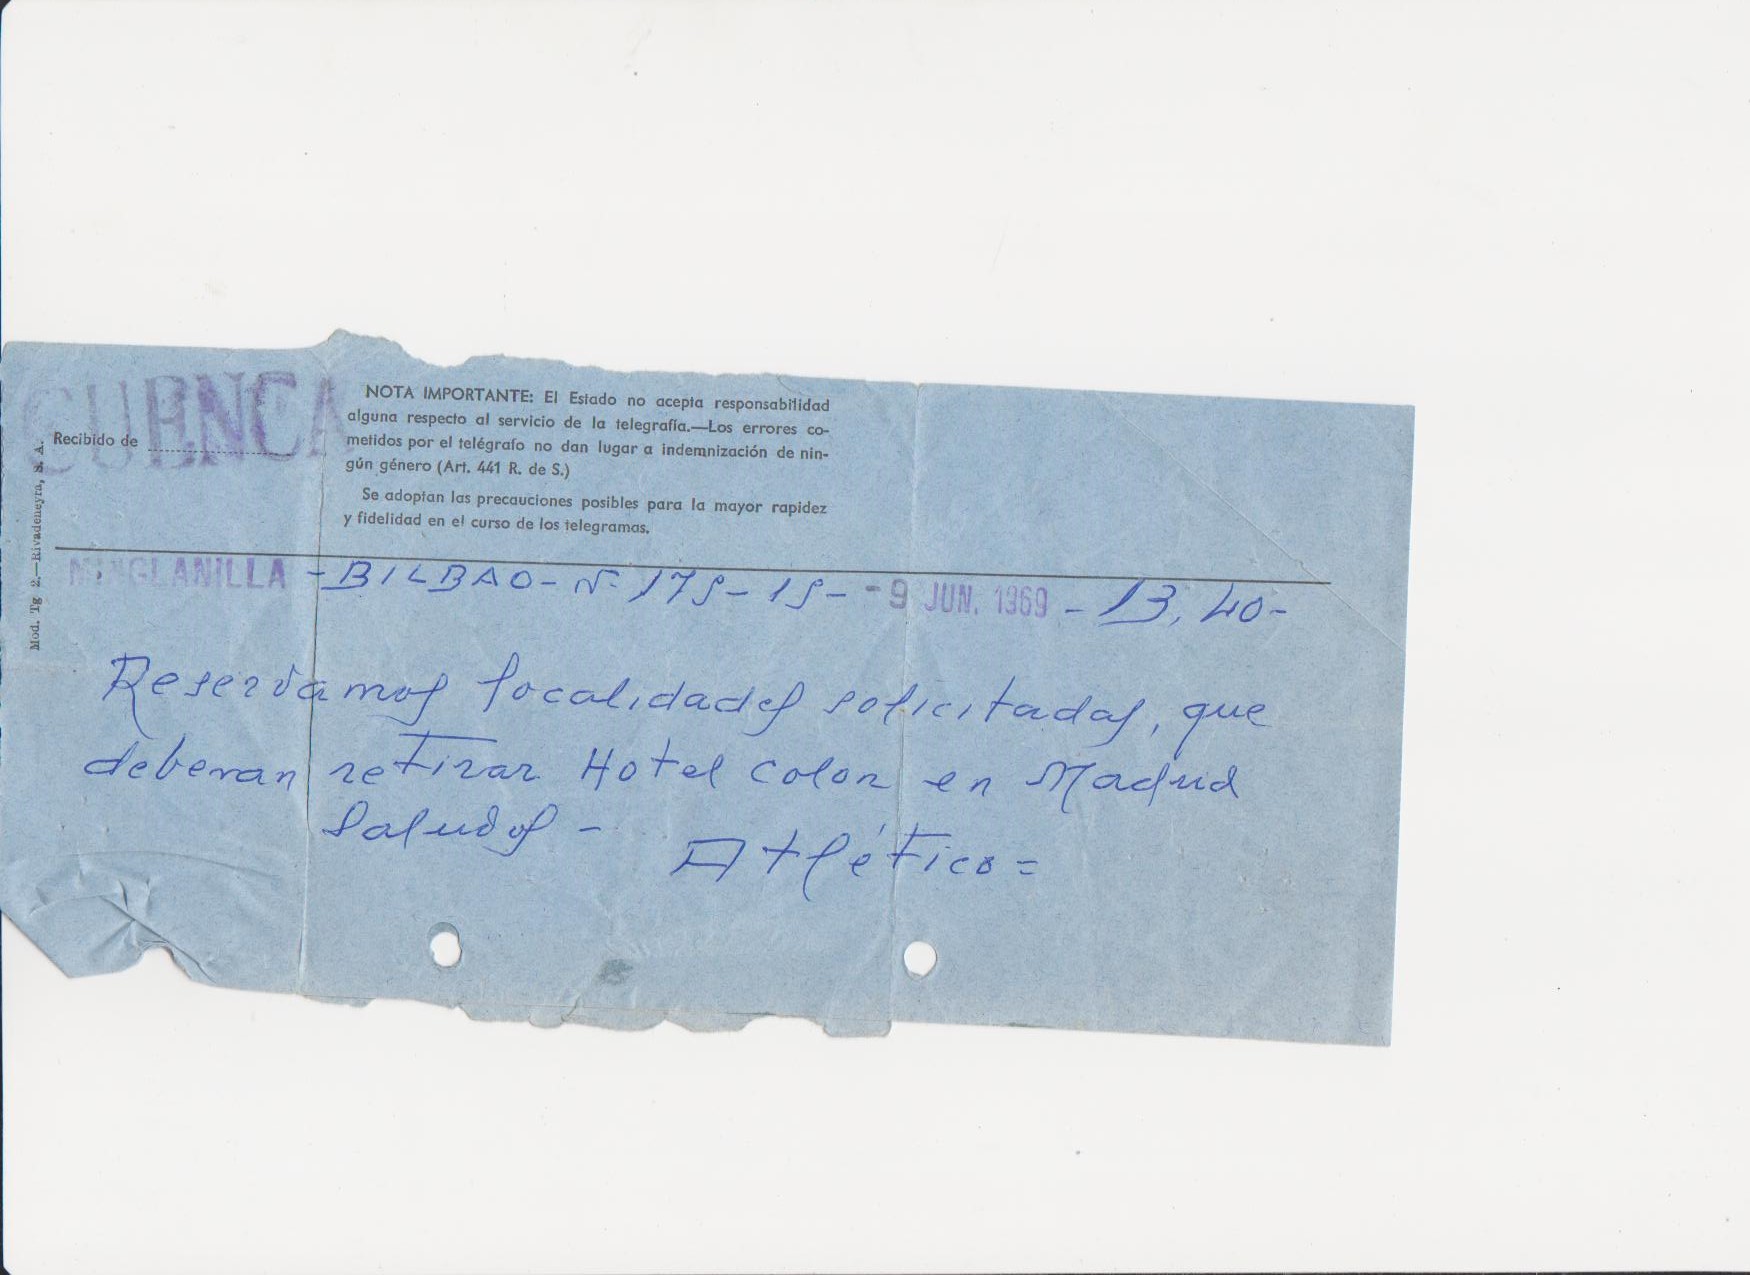 CUENCA
Recibido de
NOTA IMPORTANTE: El Estado no acepta responsabilidad
alguna respecto al servicio de la telegrafía.—Los errores co-
metidos por el telégrafo no dan lugar a indemnización de nin-
gún género (Art. 441 R. de S.)
Se adoptan las precauciones posibles para la mayor rapidez
y fidelidad en el curso de los telegramas.
Mod. Tg 2.—Rivadeneyra, S. A.
MINGLANILLA -BILBAO- Nº 175- 15- -9 JUN. 1969 - 13,40-
Reservamos localidades solicitadas, que
deberan retirar Hotel Colon en Madrid
Saludos -
Atlético =